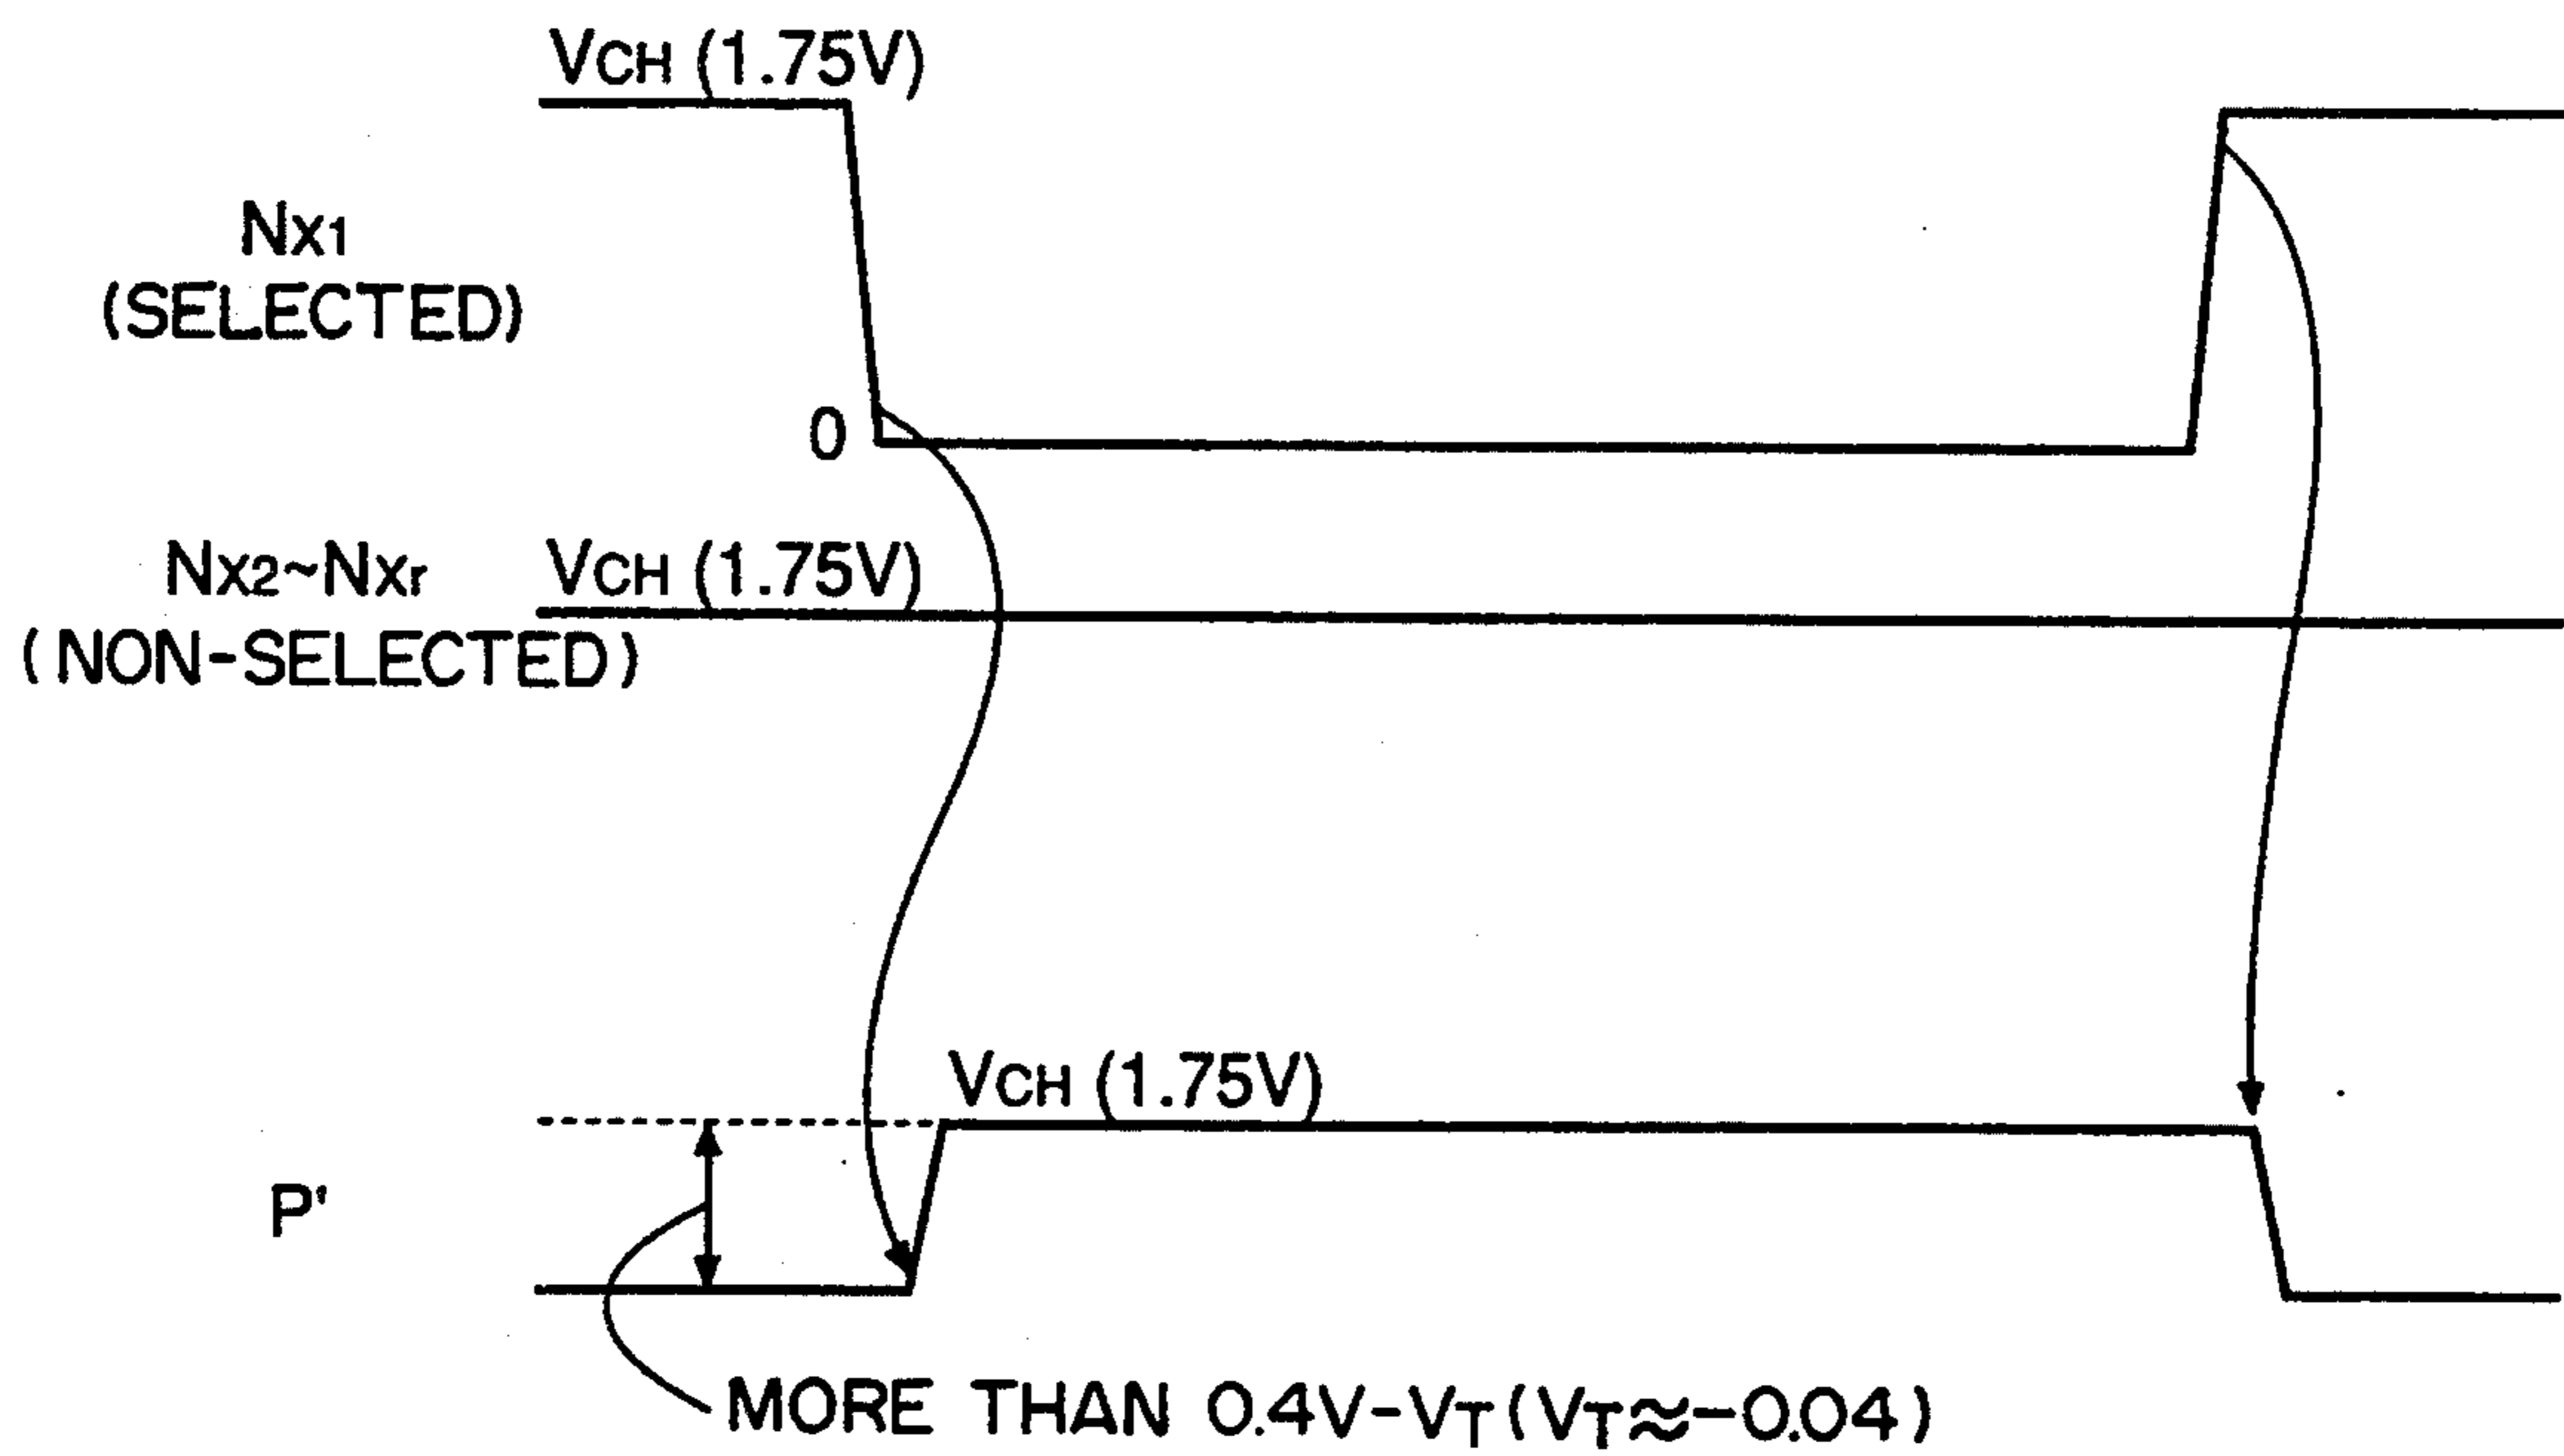 VCH (1.75V)
NX1
(SELECTED)
0
NX2~NXr
VCH (1.75V)
(NON-SELECTED)
VCH (1.75V)
P'
MORE THAN 0.4V-VT(VT≈-0.04)